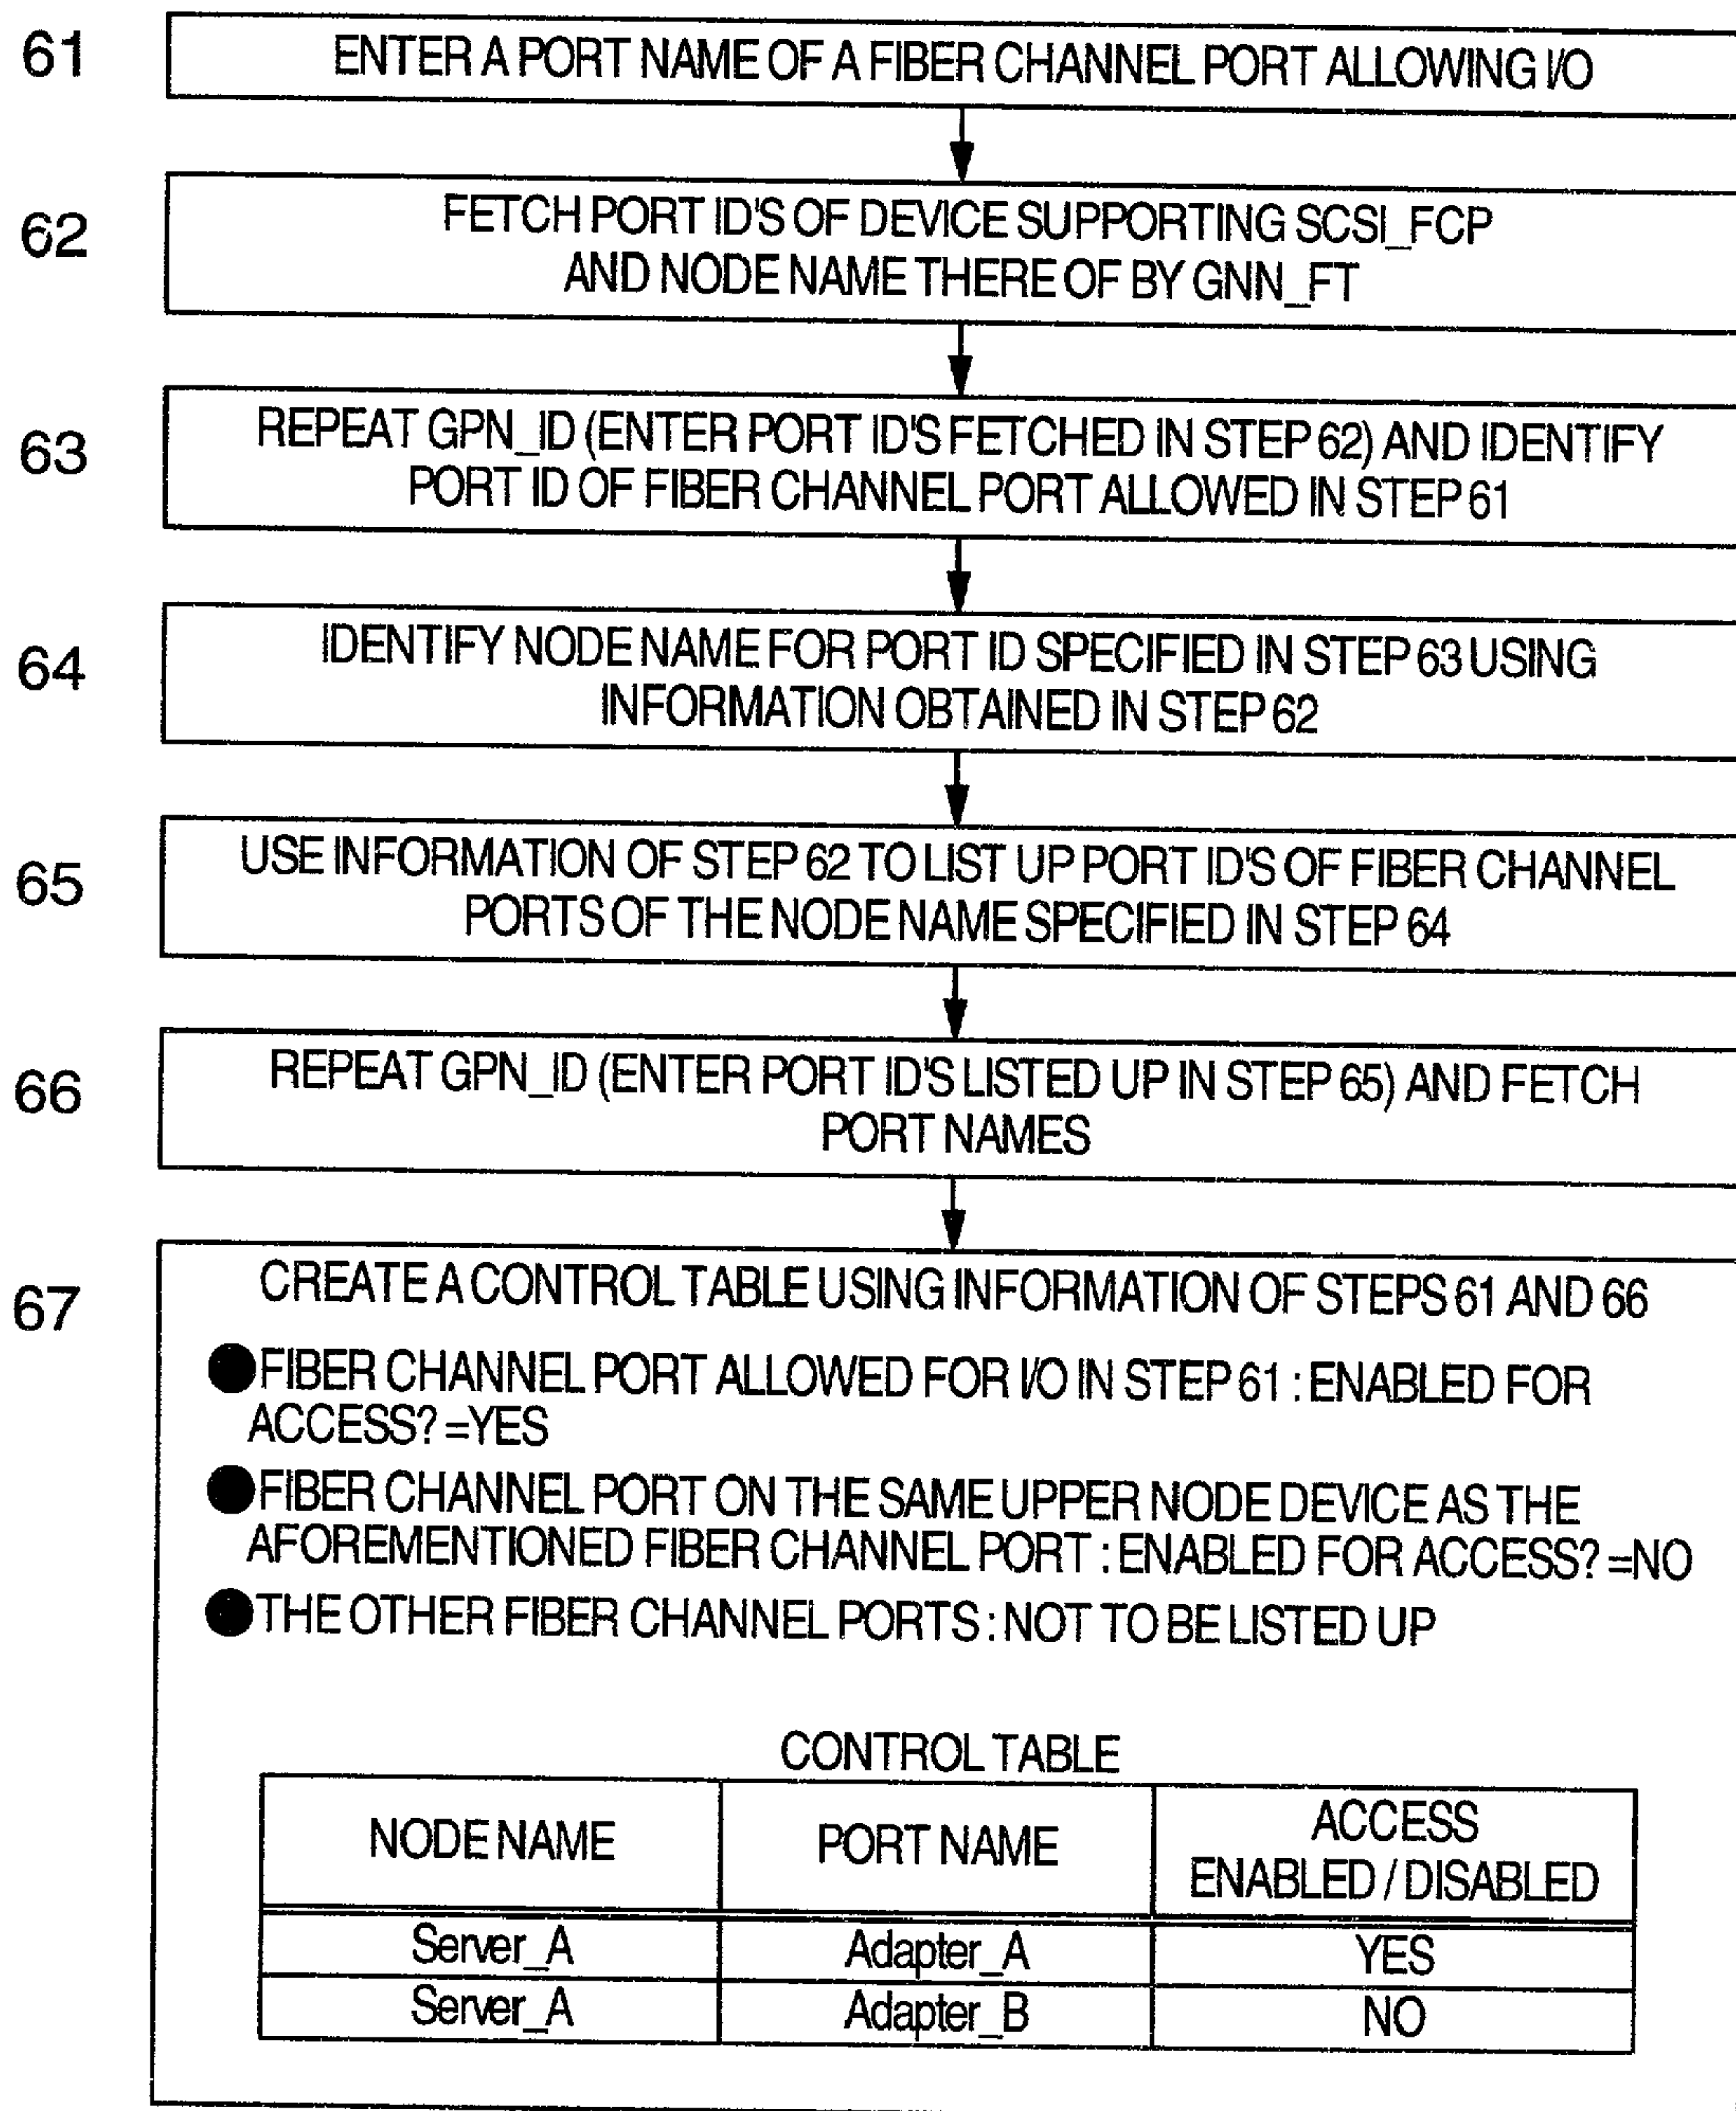 61
ENTER A PORT NAME OF A FIBER CHANNEL PORT ALLOWING I/O
62
FETCH PORT ID'S OF DEVICE SUPPORTING SCSI_FCP
AND NODE NAME THERE OF BY GNN_FT
63
REPEAT GPN_ID (ENTER PORT ID'S FETCHED IN STEP 62) AND IDENTIFY
PORT ID OF FIBER CHANNEL PORT ALLOWED IN STEP 61
64
IDENTIFY NODE NAME FOR PORT ID SPECIFIED IN STEP 63 USING
INFORMATION OBTAINED IN STEP 62
65
USE INFORMATION OF STEP 62 TO LIST UP PORT ID'S OF FIBER CHANNEL
PORTS OF THE NODE NAME SPECIFIED IN STEP 64
66
REPEAT GPN_ID (ENTER PORT ID'S LISTED UP IN STEP 65) AND FETCH
PORT NAMES
67
CREATE A CONTROL TABLE USING INFORMATION OF STEPS 61 AND 66
●FIBER CHANNEL PORT ALLOWED FOR I/O IN STEP 61 : ENABLED FOR
ACCESS? =YES
●FIBER CHANNEL PORT ON THE SAME UPPER NODE DEVICE AS THE
AFOREMENTIONED FIBER CHANNEL PORT : ENABLED FOR ACCESS? =NO
●THE OTHER FIBER CHANNEL PORTS : NOT TO BE LISTED UP
CONTROL TABLE
NODE NAME PORT NAME ACCESS
ENABLED / DISABLED
Server_A Adapter_A YES
Server_A Adapter_B NO